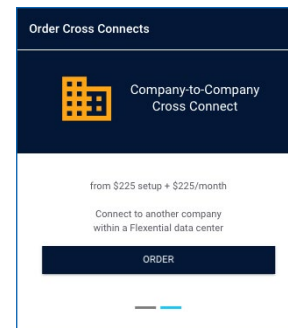 Order Cross Connects
Company-to-Company
Cross Connect
from $225 setup + $225/month
Connect to another company
within a Flexential data center
ORDER